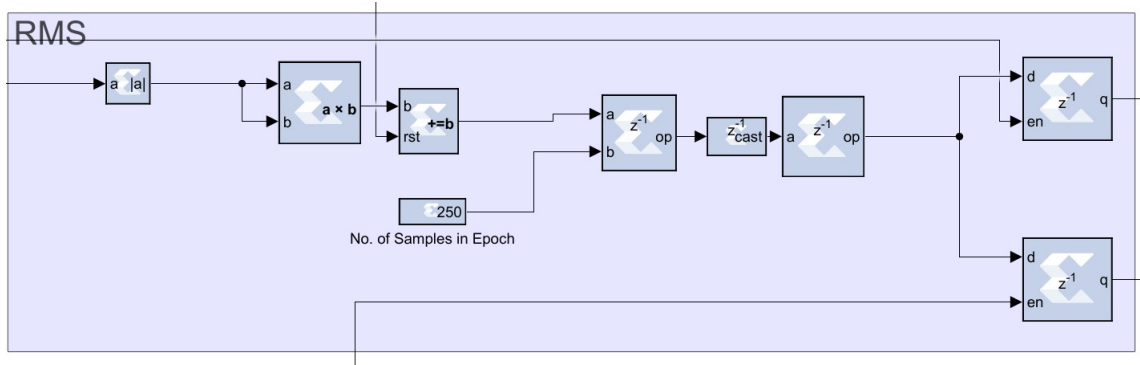 RMS
a |a|
a
b
a × b
b
rst
+=b
250
No. of Samples in Epoch
a
b
z-1
op
z-1
cast
a
z-1
op
d
en
z-1
q
d
en
z-1
q